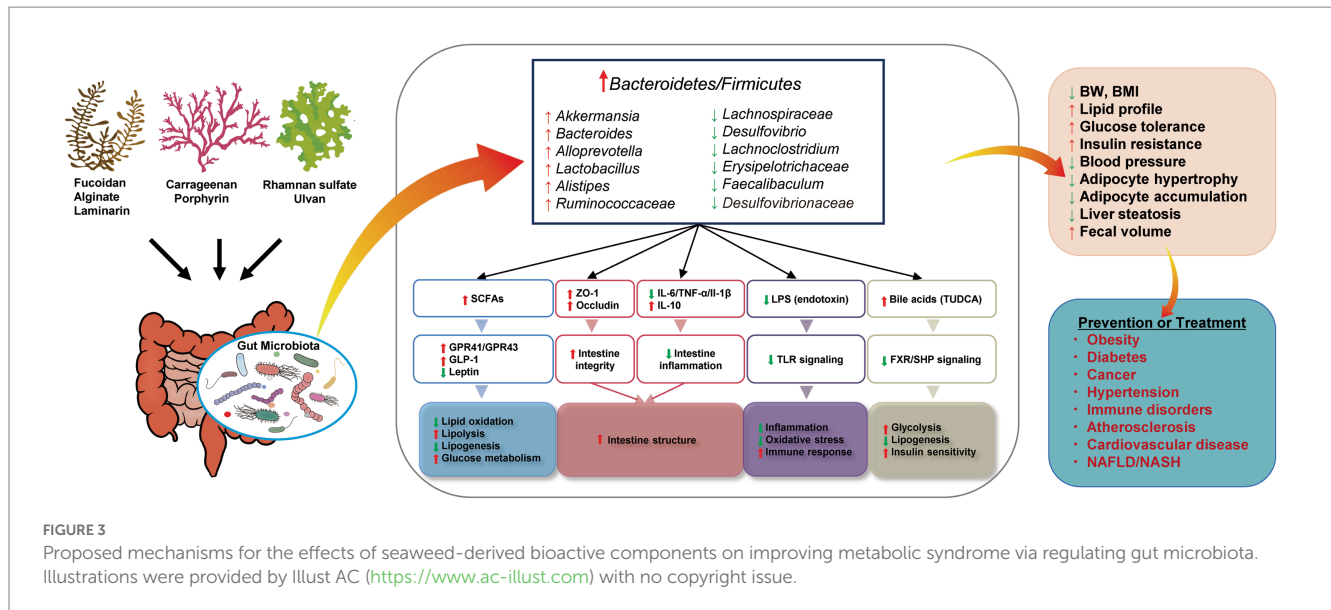 Fucoidan
Alginate
Laminarin
Carrageenan
Porphyrin
Rhamnan sulfate
Ulvan
Gut Microbiota
↑Bacteroidetes/Firmicutes
↑ Akkermansia
↑ Bacteroides
↑ Alloprevotella
↑ Lactobacillus
↑ Alistipes
↑ Ruminococcaceae
↓ Lachnospiraceae
↓ Desulfovibrio
↓ Lachnoclostridium
↓ Erysipelotrichaceae
↓ Faecalibaculum
↓ Desulfovibrionaceae
↑ SCFAs
↑ ZO-1
↑ Occludin
↓ IL-6/TNF-α/Il-1β
↑ IL-10
↓ LPS (endotoxin)
↑ Bile acids (TUDCA)
↑ GPR41/GPR43
↑ GLP-1
↓ Leptin
↑ Intestine
integrity
↓ Intestine
inflammation
↓ TLR signaling
↓ FXR/SHP signaling
↓ Lipid oxidation
↑ Lipolysis
↓ Lipogenesis
↑ Glucose metabolism
↑ Intestine structure
↓ Inflammation
↓ Oxidative stress
↑ Immune response
↑ Glycolysis
↓ Lipogenesis
↑ Insulin sensitivity
↓ BW, BMI
↑ Lipid profile
↑ Glucose tolerance
↑ Insulin resistance
↓ Blood pressure
↓ Adipocyte hypertrophy
↓ Adipocyte accumulation
↓ Liver steatosis
↑ Fecal volume
Prevention or Treatment
・ Obesity
・ Diabetes
・ Cancer
・ Hypertension
・ Immune disorders
・ Atherosclerosis
・ Cardiovascular disease
・ NAFLD/NASH
FIGURE 3
Proposed mechanisms for the effects of seaweed-derived bioactive components on improving metabolic syndrome via regulating gut microbiota.
Illustrations were provided by Illust AC (https://www.ac-illust.com) with no copyright issue.